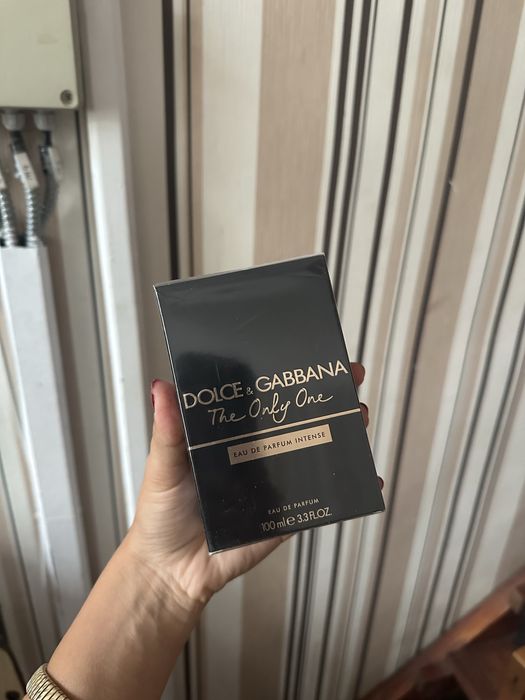 DOLCE & GABBANA
The Only One
EAU DE PARFUM INTENSE
EAU DE PARFUM
100 ml e 3.3 FL.OZ.